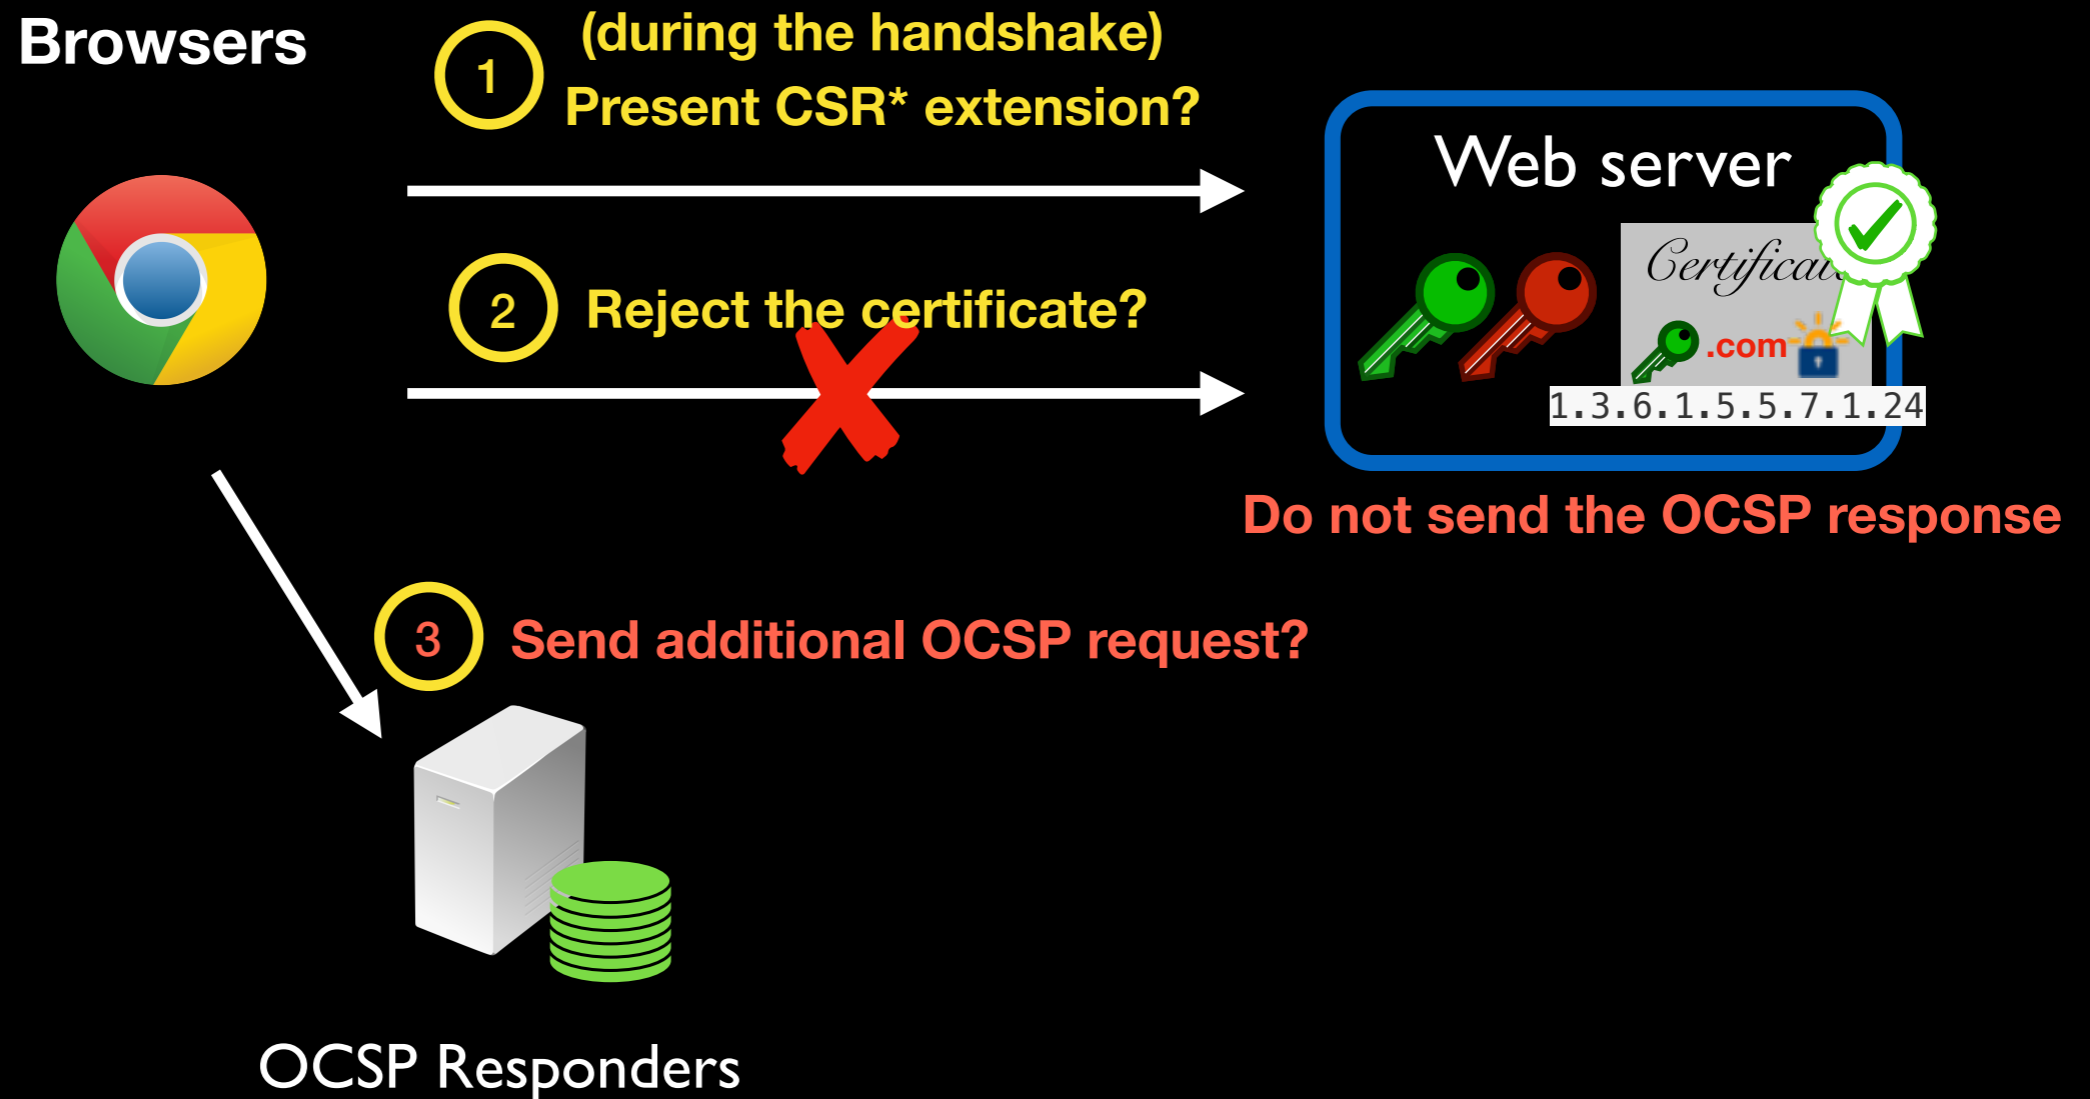 Browsers
1
(during the handshake)
Present CSR* extension?
Web server
2
Reject the certificate?
Certificate
.com
1.3.6.1.5.5.7.1.24
Do not send the OCSP response
3
Send additional OCSP request?
OCSP Responders